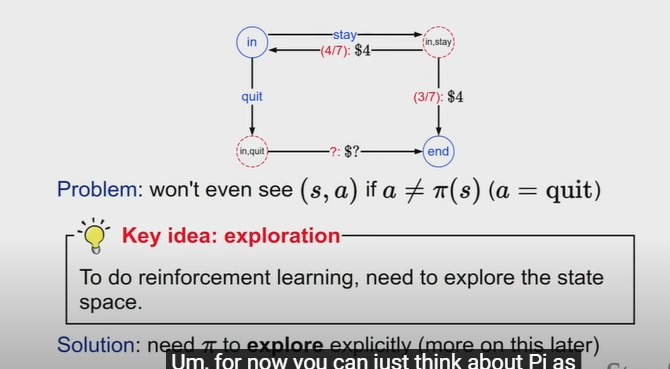 in
stay
(4/7): $4
in,stay
quit
(3/7): $4
in,quit
?: $?
end
Problem: won't even see (s, a) if a ≠ π(s) (a = quit)
Key idea: exploration
To do reinforcement learning, need to explore the state
space.
Solution: need π to explore explicitly (more on this later)
Um, for now you can just think about Pi as